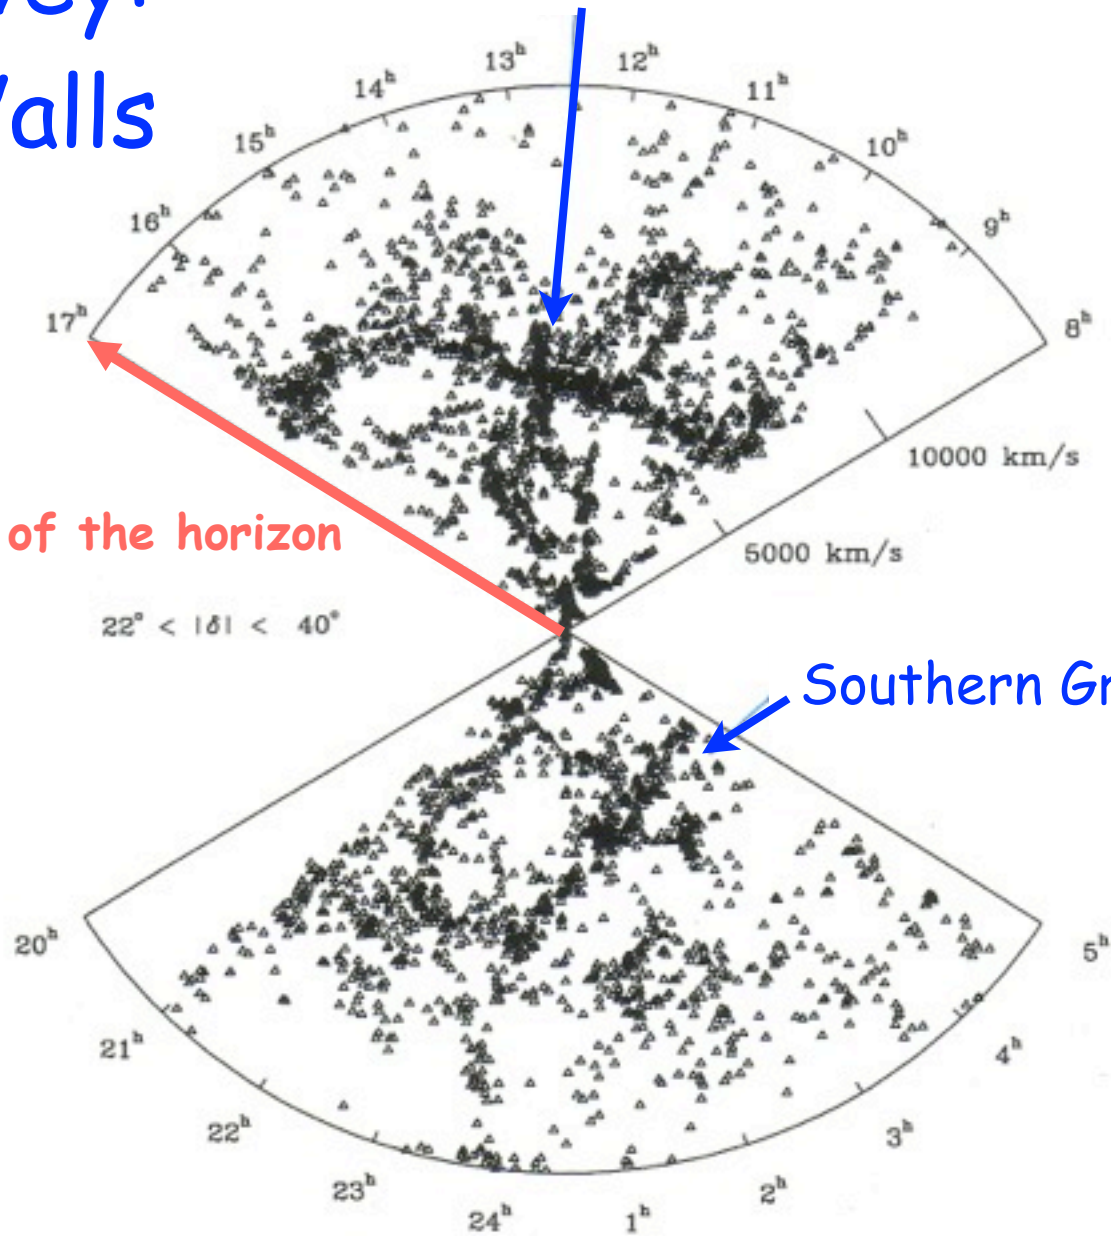 Walls
13ʰ
12ʰ
14ʰ
11ʰ
15ʰ
10ʰ
16ʰ
9ʰ
17ʰ
8ʰ
10000 km/s
of the horizon
5000 km/s
22° < |δ| < 40°
Southern Gr
20ʰ
5ʰ
21ʰ
4ʰ
22ʰ
3ʰ
23ʰ
2ʰ
24ʰ
1ʰ